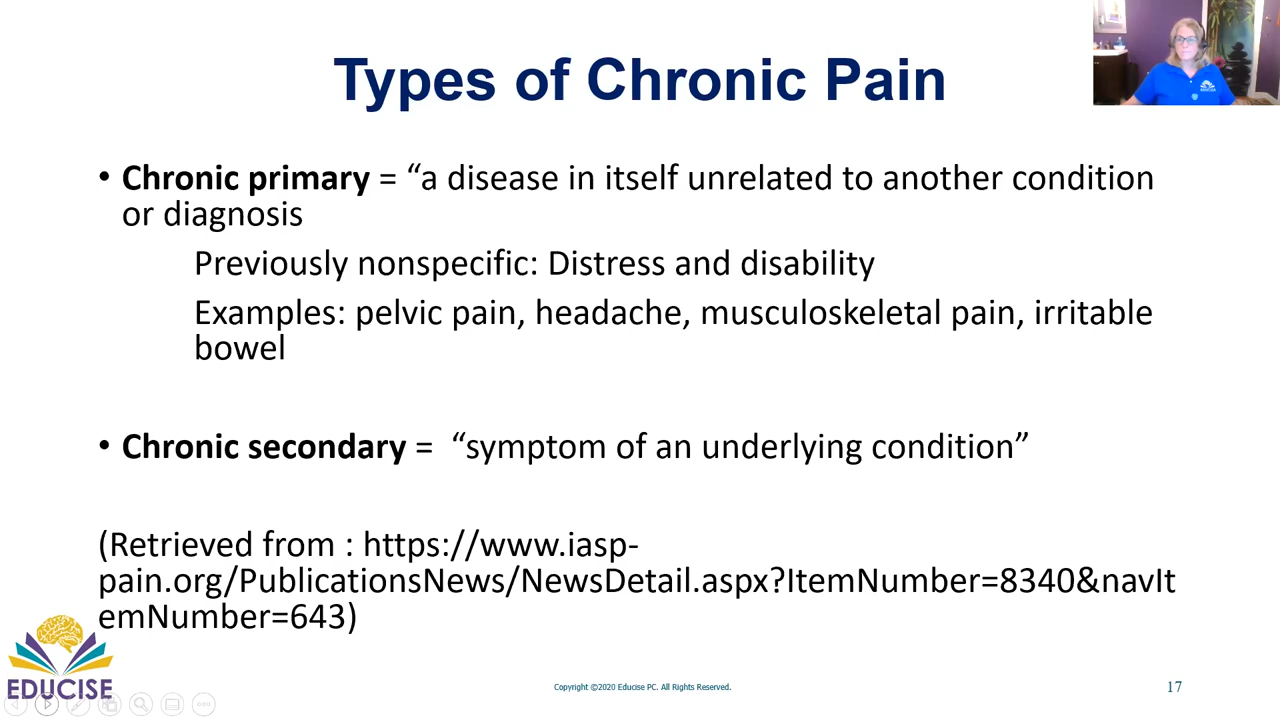 Types of Chronic Pain
• Chronic primary = “a disease in itself unrelated to another condition
or diagnosis
Previously nonspecific: Distress and disability
Examples: pelvic pain, headache, musculoskeletal pain, irritable
bowel
• Chronic secondary = “symptom of an underlying condition”
(Retrieved from : https://www.iasp-
pain.org/PublicationsNews/NewsDetail.aspx?ItemNumber=8340&navIt
emNumber=643)
EDUCISE
Copyright ©2020 Educise PC. All Rights Reserved.
17